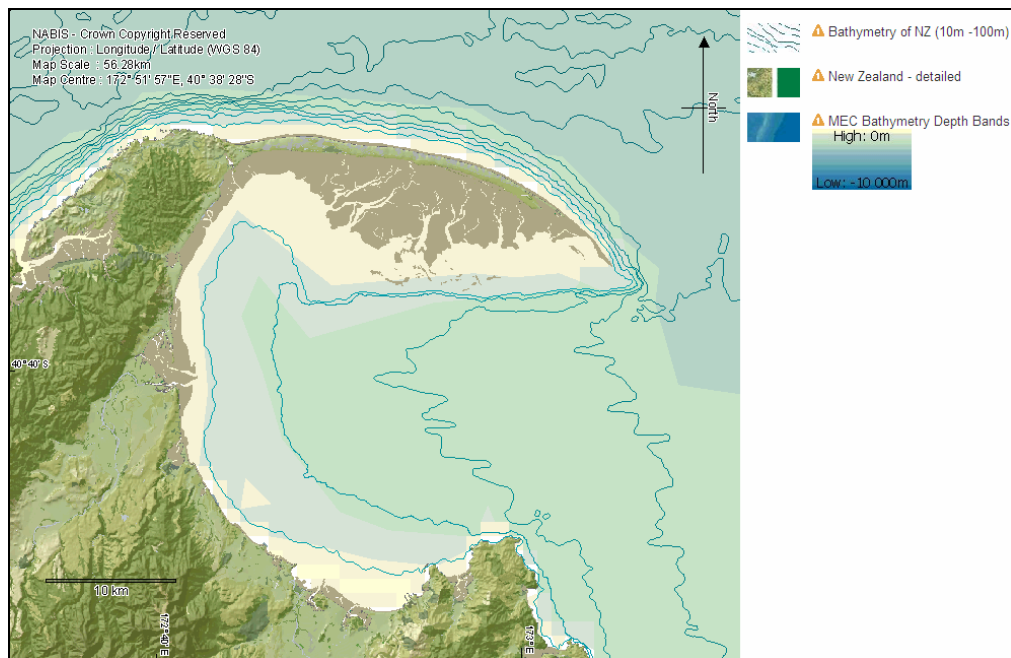 NABIS - Crown Copyright Reserved
Projection : Longitude / Latitude (WGS 84)
Map Scale : 56.28km
Map Centre : 172° 51' 57"E, 40° 38' 28"S
North
40° 40' S
10 km
172° 40' E
173° E
Bathymetry of NZ (10m -100m)
New Zealand - detailed
MEC Bathymetry Depth Bands
High: 0m
Low: -10 000m